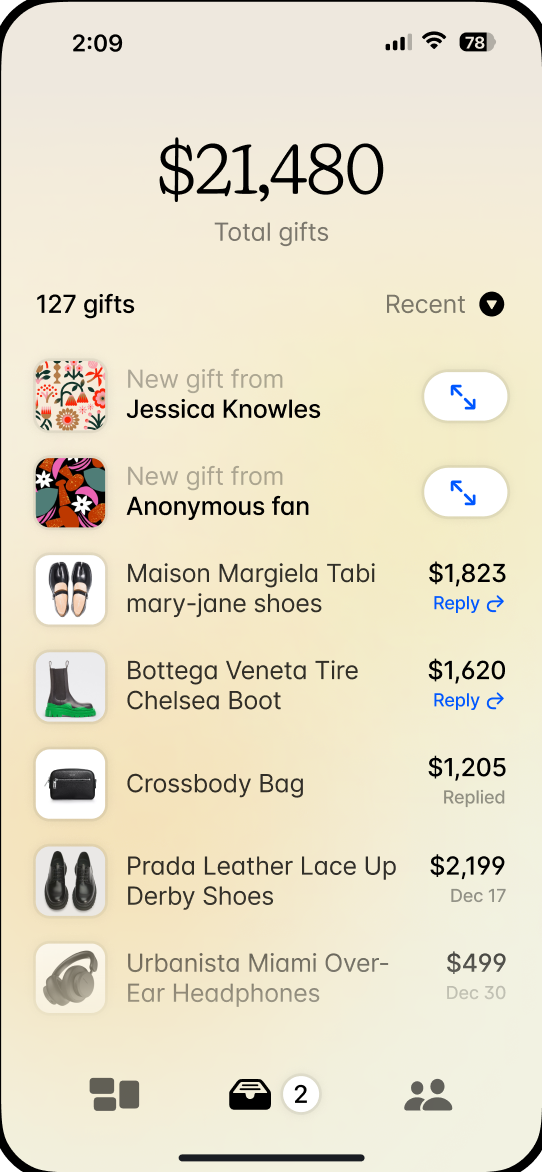 2:09
78
$21,480
Total gifts
127 gifts
Recent
New gift from
Jessica Knowles
New gift from
Anonymous fan
Maison Margiela Tabi
mary-jane shoes
$1,823
Reply
Bottega Veneta Tire
Chelsea Boot
$1,620
Reply
Crossbody Bag
$1,205
Replied
Prada Leather Lace Up
Derby Shoes
$2,199
Dec 17
Urbanista Miami Over-
Ear Headphones
$499
Dec 30
2